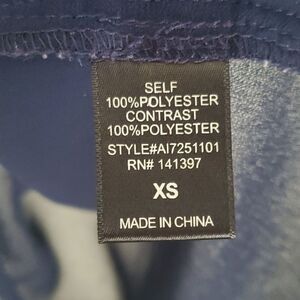 SELF
100%POLYESTER
CONTRAST
100%POLYESTER
STYLE#AI7251101
RN# 141397
XS
MADE IN CHINA